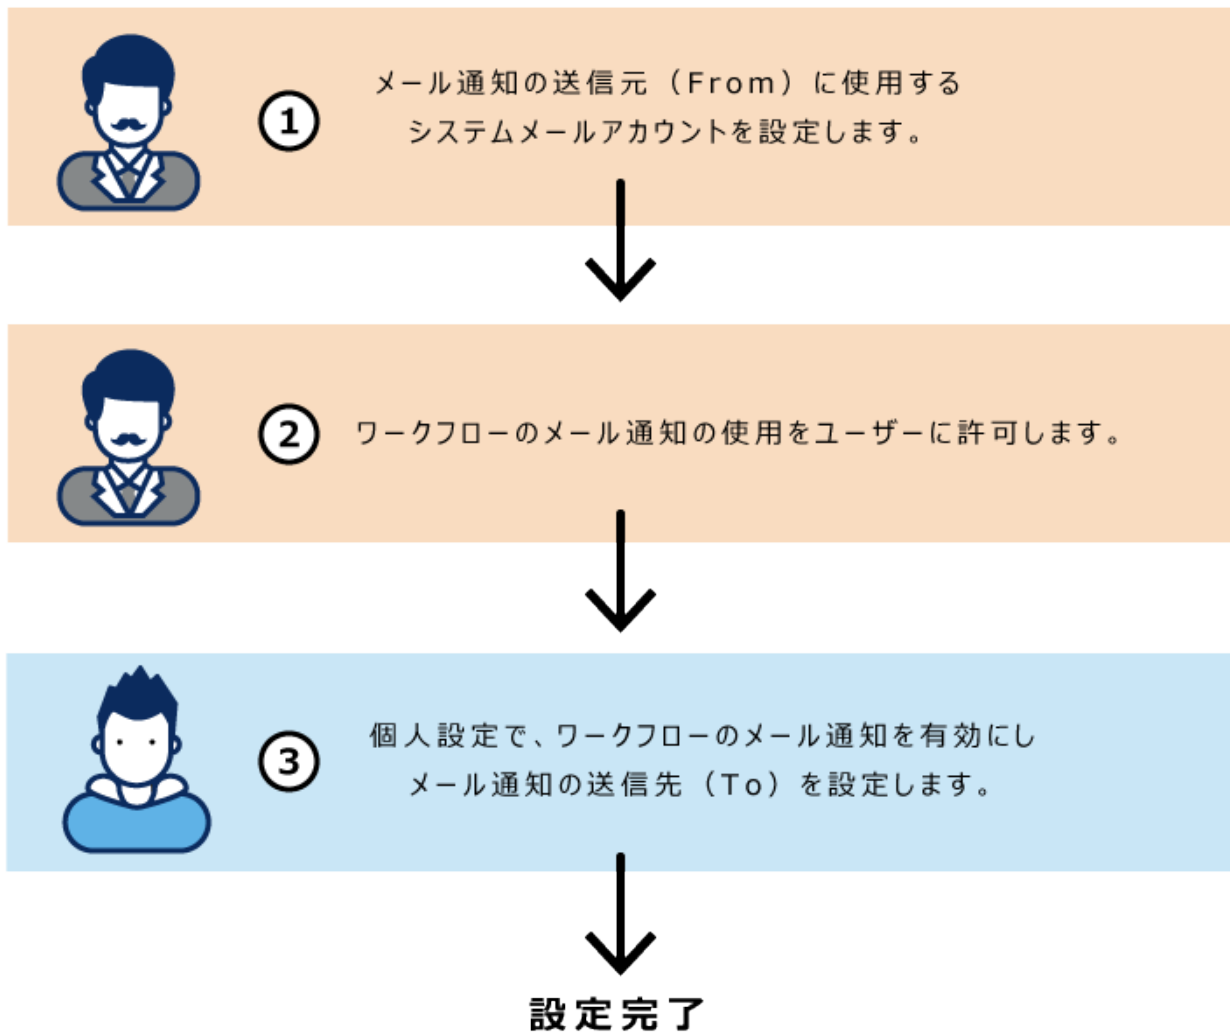 ①
メール通知の送信元（From）に使用する
システムメールアカウントを設定します。
②
ワークフローのメール通知の使用をユーザーに許可します。
③
個人設定で、ワークフローのメール通知を有効にし
メール通知の送信先（To）を設定します。
設定完了